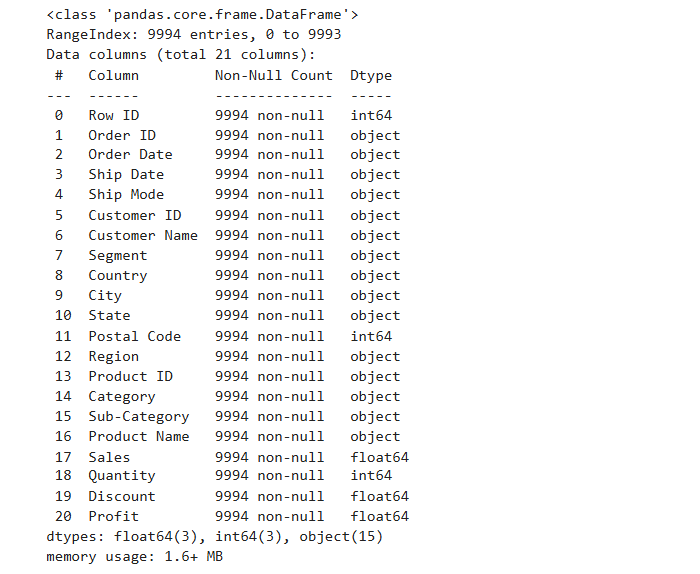 <class 'pandas.core.frame.DataFrame'>
RangeIndex: 9994 entries, 0 to 9993
Data columns (total 21 columns):
 #   Column         Non-Null Count  Dtype
---  ------         --------------  -----
 0   Row ID         9994 non-null   int64
 1   Order ID       9994 non-null   object
 2   Order Date     9994 non-null   object
 3   Ship Date      9994 non-null   object
 4   Ship Mode      9994 non-null   object
 5   Customer ID    9994 non-null   object
 6   Customer Name  9994 non-null   object
 7   Segment        9994 non-null   object
 8   Country        9994 non-null   object
 9   City           9994 non-null   object
 10  State          9994 non-null   object
 11  Postal Code    9994 non-null   int64
 12  Region         9994 non-null   object
 13  Product ID     9994 non-null   object
 14  Category       9994 non-null   object
 15  Sub-Category   9994 non-null   object
 16  Product Name   9994 non-null   object
 17  Sales          9994 non-null   float64
 18  Quantity       9994 non-null   int64
 19  Discount       9994 non-null   float64
 20  Profit         9994 non-null   float64
dtypes: float64(3), int64(3), object(15)
memory usage: 1.6+ MB